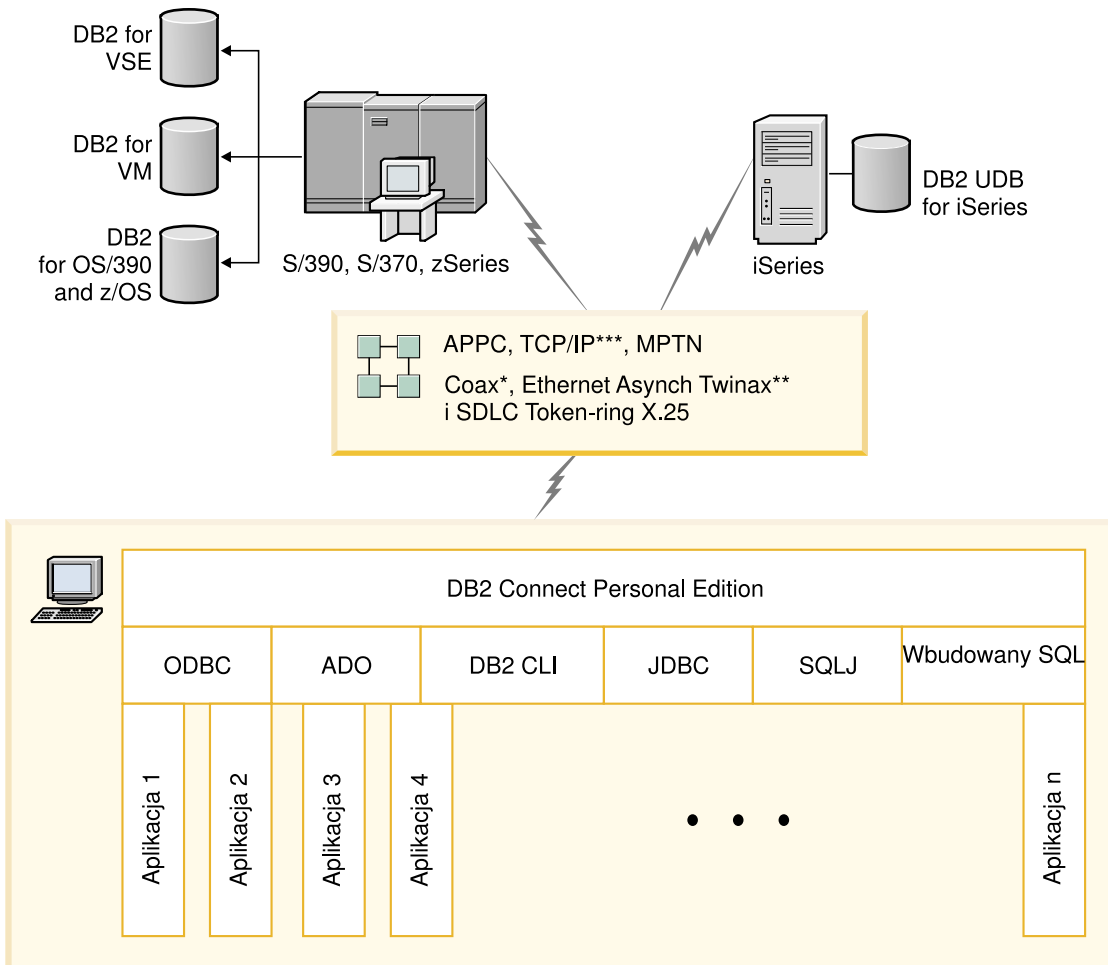 DB2 for
VSE
DB2 for
VM
DB2
for OS/390
and z/OS
S/390, S/370, zSeries
DB2 UDB
for iSeries
iSeries
APPC, TCP/IP***, MPTN
Coax*, Ethernet Asynch Twinax**
i SDLC Token-ring X.25
DB2 Connect Personal Edition
ODBC
ADO
DB2 CLI
JDBC
SQLJ
Wbudowany SQL
Aplikacja 1
Aplikacja 2
Aplikacja 3
Aplikacja 4
• • •
Aplikacja n